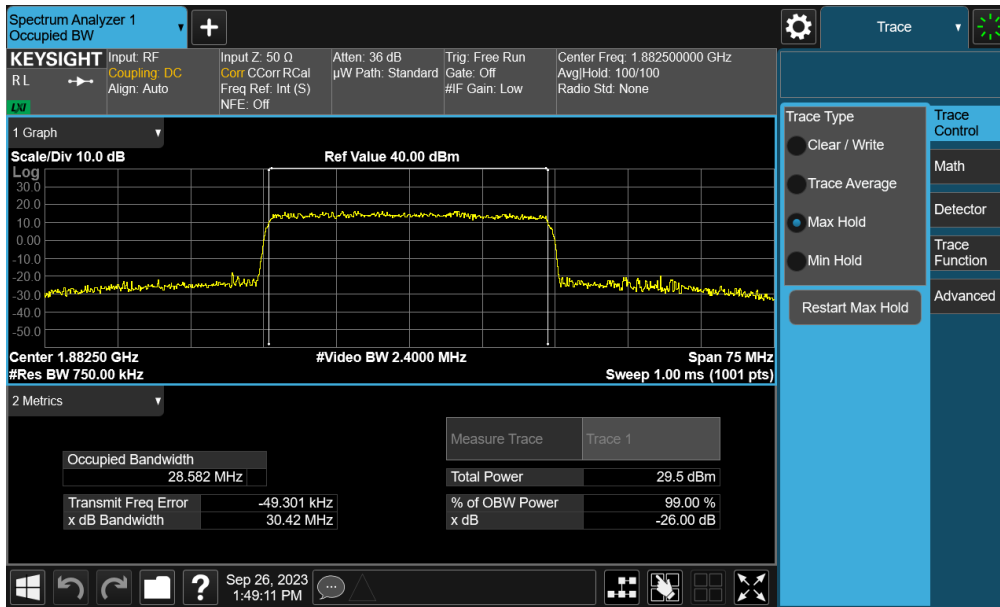 Spectrum Analyzer 1
Occupied BW
+
Trace
KEYSIGHT
R L
LXI
Input: RF
Coupling: DC
Align: Auto
Input Z: 50 Ω
Corr CCorr RCal
Freq Ref: Int (S)
NFE: Off
Atten: 36 dB
µW Path: Standard
Trig: Free Run
Gate: Off
#IF Gain: Low
Center Freq: 1.882500000 GHz
Avg|Hold: 100/100
Radio Std: None
1 Graph
Scale/Div 10.0 dB
Ref Value 40.00 dBm
Log
30.0
20.0
10.0
0.00
-10.0
-20.0
-30.0
-40.0
-50.0
Center 1.88250 GHz
#Video BW 2.4000 MHz
Span 75 MHz
#Res BW 750.00 kHz
Sweep 1.00 ms (1001 pts)
2 Metrics
Measure Trace
Trace 1
Occupied Bandwidth
28.582 MHz
Total Power
29.5 dBm
Transmit Freq Error
-49.301 kHz
% of OBW Power
99.00 %
x dB Bandwidth
30.42 MHz
x dB
-26.00 dB
Trace Type
Clear / Write
Trace Average
Max Hold
Min Hold
Restart Max Hold
Trace
Control
Math
Detector
Trace
Function
Advanced
?
Sep 26, 2023
1:49:11 PM